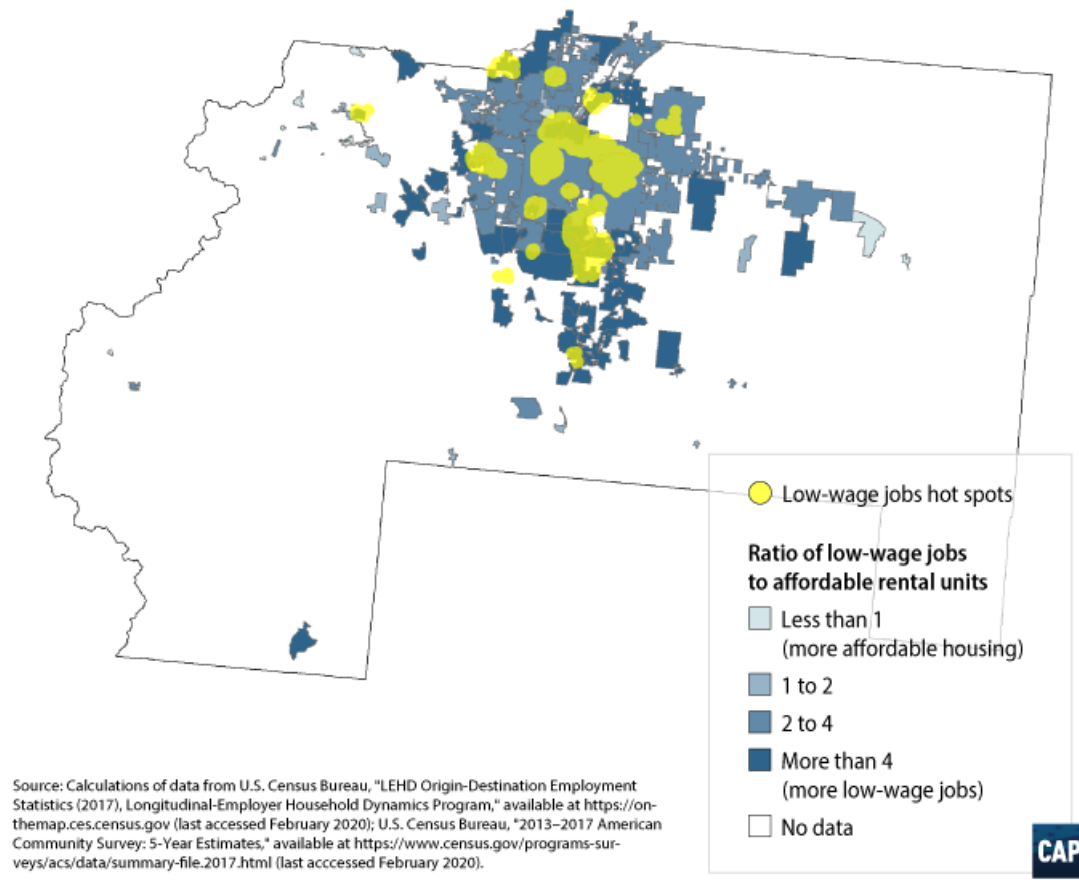 Low-wage jobs hot spots
Ratio of low-wage jobs
to affordable rental units
Less than 1
(more affordable housing)
1 to 2
2 to 4
More than 4
(more low-wage jobs)
No data
Source: Calculations of data from U.S. Census Bureau, "LEHD Origin-Destination Employment
Statistics (2017), Longitudinal-Employer Household Dynamics Program," available at https://on-
themap.ces.census.gov (last accessed February 2020); U.S. Census Bureau, "2013–2017 American
Community Survey: 5-Year Estimates," available at https://www.census.gov/programs-sur-
veys/acs/data/summary-file.2017.html (last acccessed February 2020).
CAP